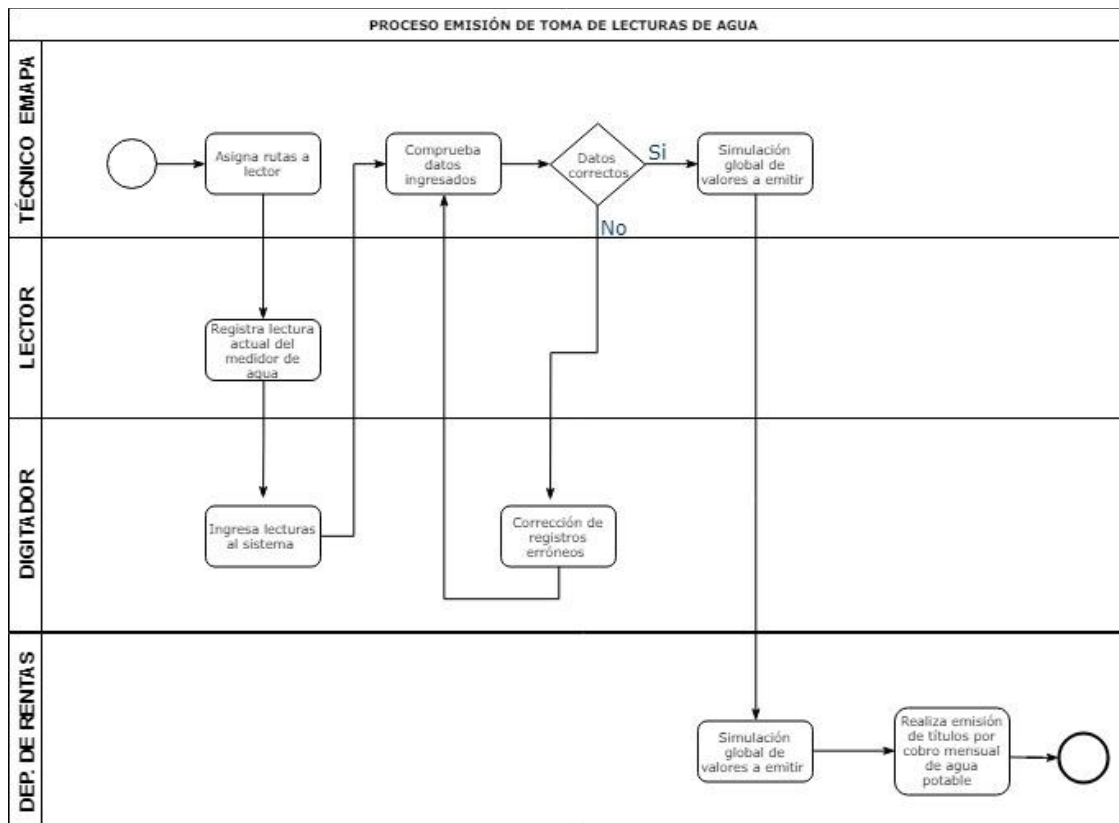 PROCESO EMISIÓN DE TOMA DE LECTURAS DE AGUA
TÉCNICO EMAPA
Asigna rutas a
lector
Comprueba
datos
ingresados
Datos
correctos
Si
No
Simulación
global de
valores a emitir
LECTOR
Registra lectura
actual del
medidor de
agua
DIGITADOR
Ingresa lecturas
al sistema
Corrección de
registros
erróneos
DEP. DE RENTAS
Simulación
global de
valores a emitir
Realiza emisión
de títulos por
cobro mensual
de agua
potable